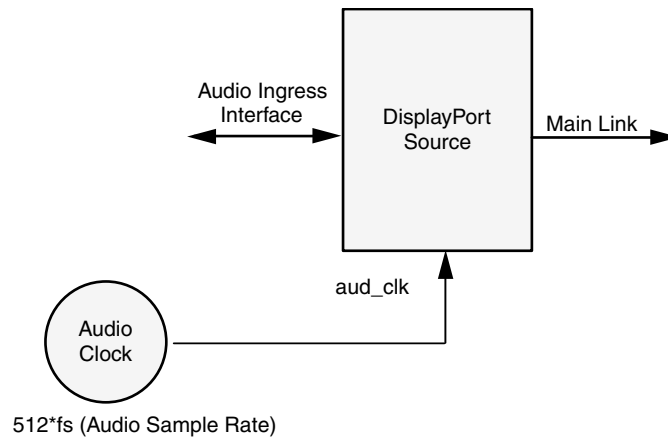 Audio Ingress
Interface
DisplayPort
Source
Main Link
aud_clk
Audio
Clock
512*fs (Audio Sample Rate)